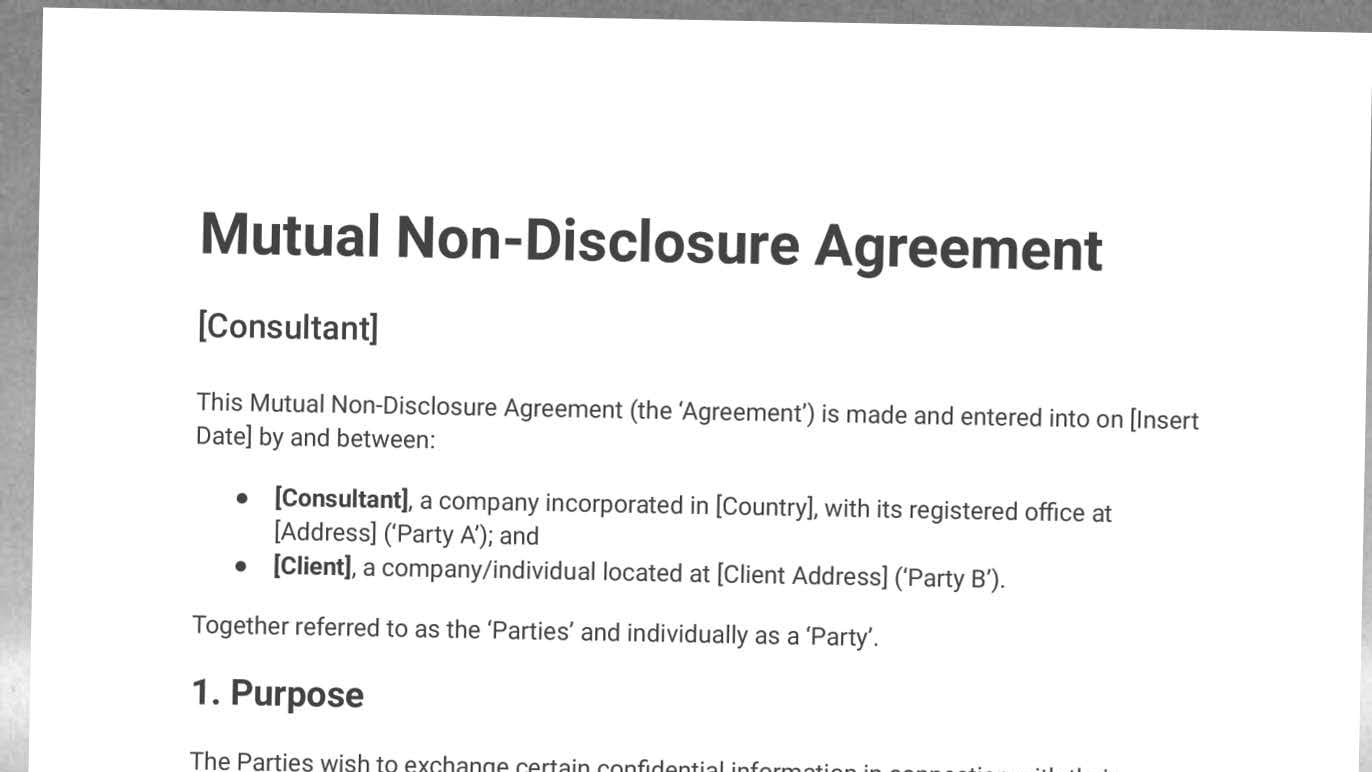 Mutual Non-Disclosure Agreement
[Consultant]
This Mutual Non-Disclosure Agreement (the ‘Agreement’) is made and entered into on [Insert
Date] by and between:
● [Consultant], a company incorporated in [Country], with its registered office at
[Address] (‘Party A’); and
● [Client], a company/individual located at [Client Address] (‘Party B’).
Together referred to as the ‘Parties’ and individually as a ‘Party’.
1. Purpose
The Parties wish to exchange certain confidential information in connection with their